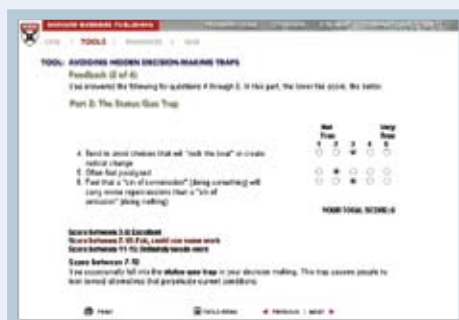 HARVARD BUSINESS PUBLISHING
TOOLS
TOOL: AVOIDING HIDDEN DECISION-MAKING TRAPS
Feedback (2 of 4)
You answered the following for questions 4 through 6. In this part, the lower the score, the better.
Part 2: The Status Quo Trap
Not Very
True True
1 2 3 4 5
4. Tend to avoid choices that will "rock the boat" or create
radical change
5. Often feel paralyzed
6. Feel that a "sin of commission" (doing something) will
carry more repercussions than a "sin of
omission" (doing nothing)
YOUR TOTAL SCORE: 8
Score between 3-6: Excellent
Score between 7-10: Fair, could use some work
Score between 11-15: Definitely needs work
Score between 7-10
You occasionally fall into the status quo trap in your decision making. This trap causes people to
lean toward alternatives that perpetuate current conditions.
PRINT TOOLS MENU PREVIOUS | NEXT